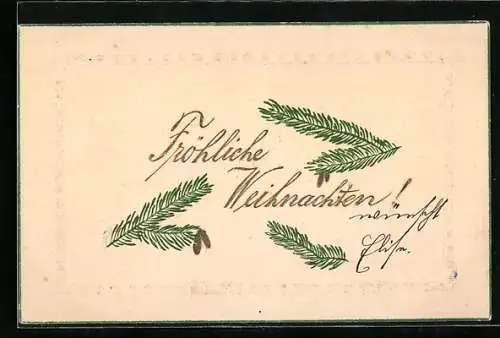 Fröhliche
Weihnachten!
wünscht
Elise.